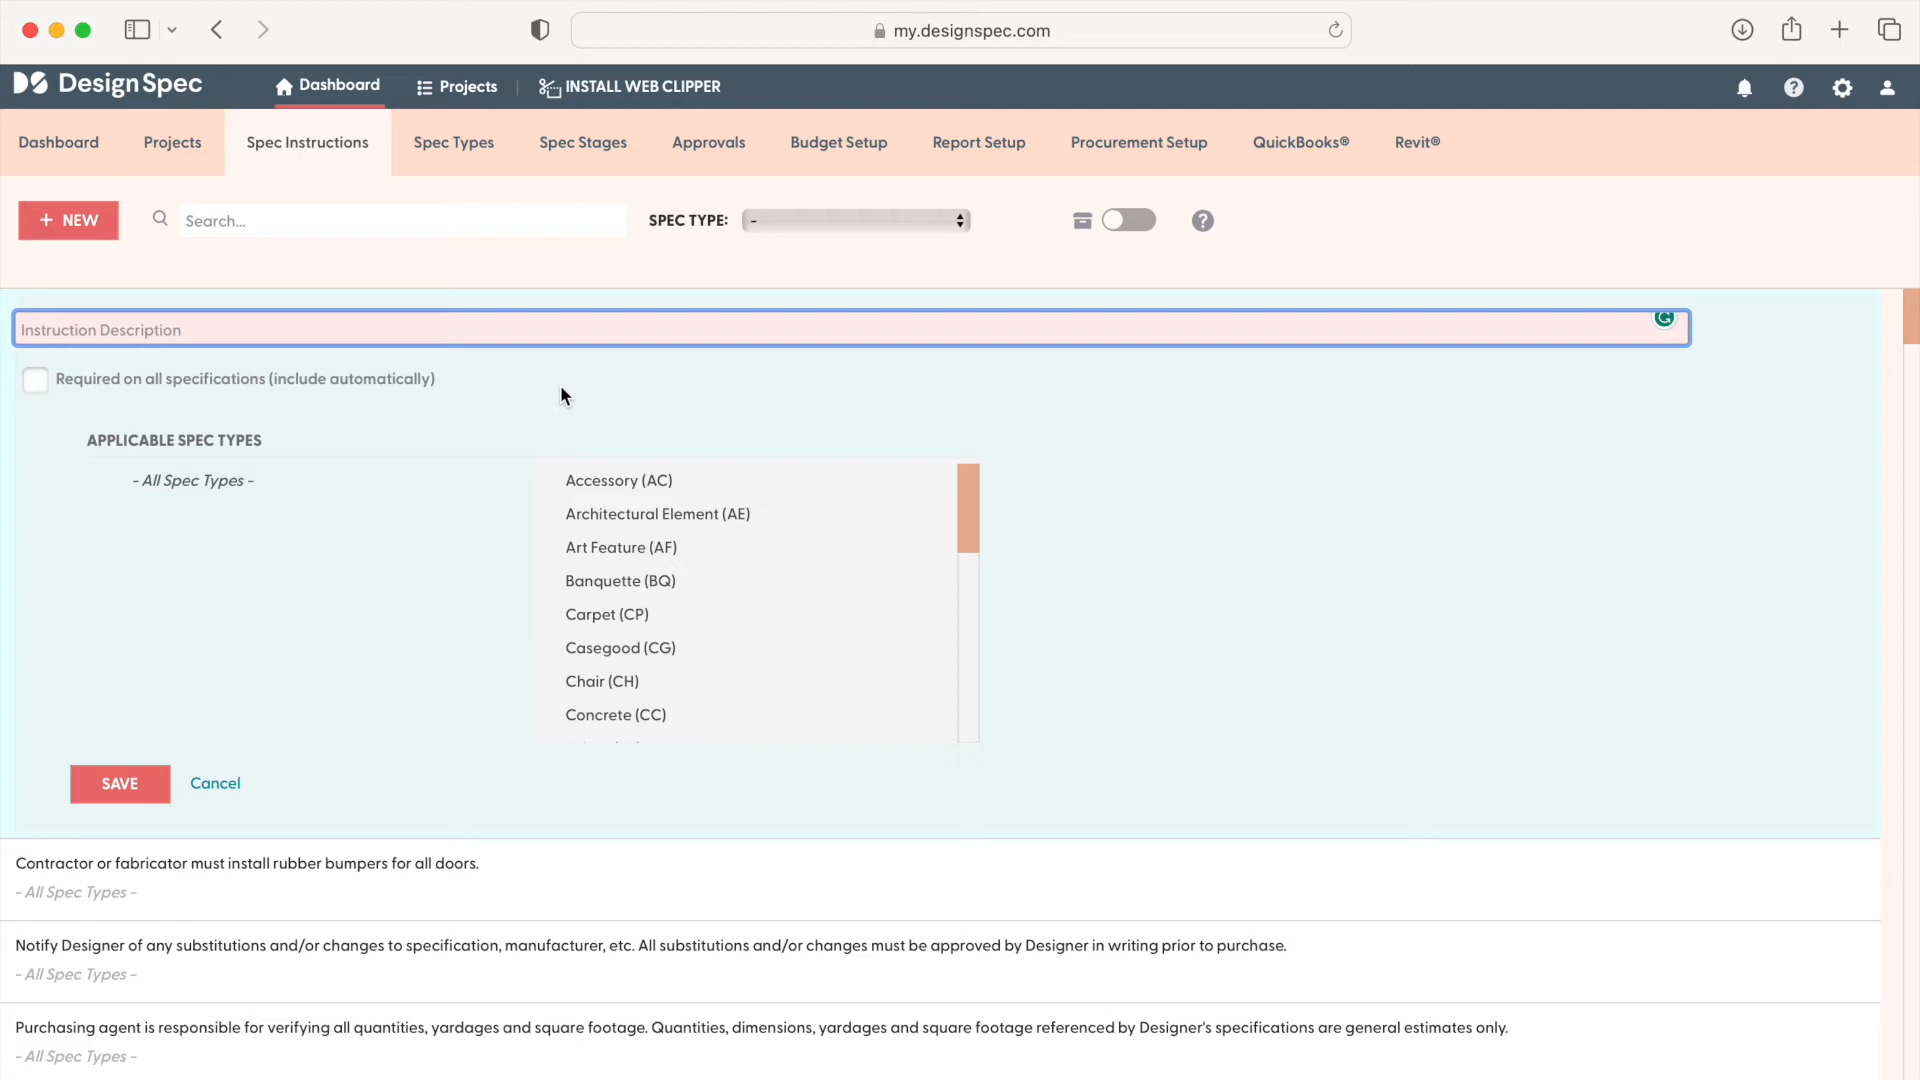 my.designspec.com
DesignSpec
Dashboard
Projects
INSTALL WEB CLIPPER
Dashboard
Projects
Spec Instructions
Spec Types
Spec Stages
Approvals
Budget Setup
Report Setup
Procurement Setup
QuickBooks®
Revit®
+ NEW
Search...
SPEC TYPE:
-
Instruction Description
Required on all specifications (include automatically)
APPLICABLE SPEC TYPES
- All Spec Types -
Accessory (AC)
Architectural Element (AE)
Art Feature (AF)
Banquette (BQ)
Carpet (CP)
Casegood (CG)
Chair (CH)
Concrete (CC)
SAVE
Cancel
Contractor or fabricator must install rubber bumpers for all doors.
- All Spec Types -
Notify Designer of any substitutions and/or changes to specification, manufacturer, etc. All substitutions and/or changes must be approved by Designer in writing prior to purchase.
- All Spec Types -
Purchasing agent is responsible for verifying all quantities, yardages and square footage. Quantities, dimensions, yardages and square footage referenced by Designer's specifications are general estimates only.
- All Spec Types -